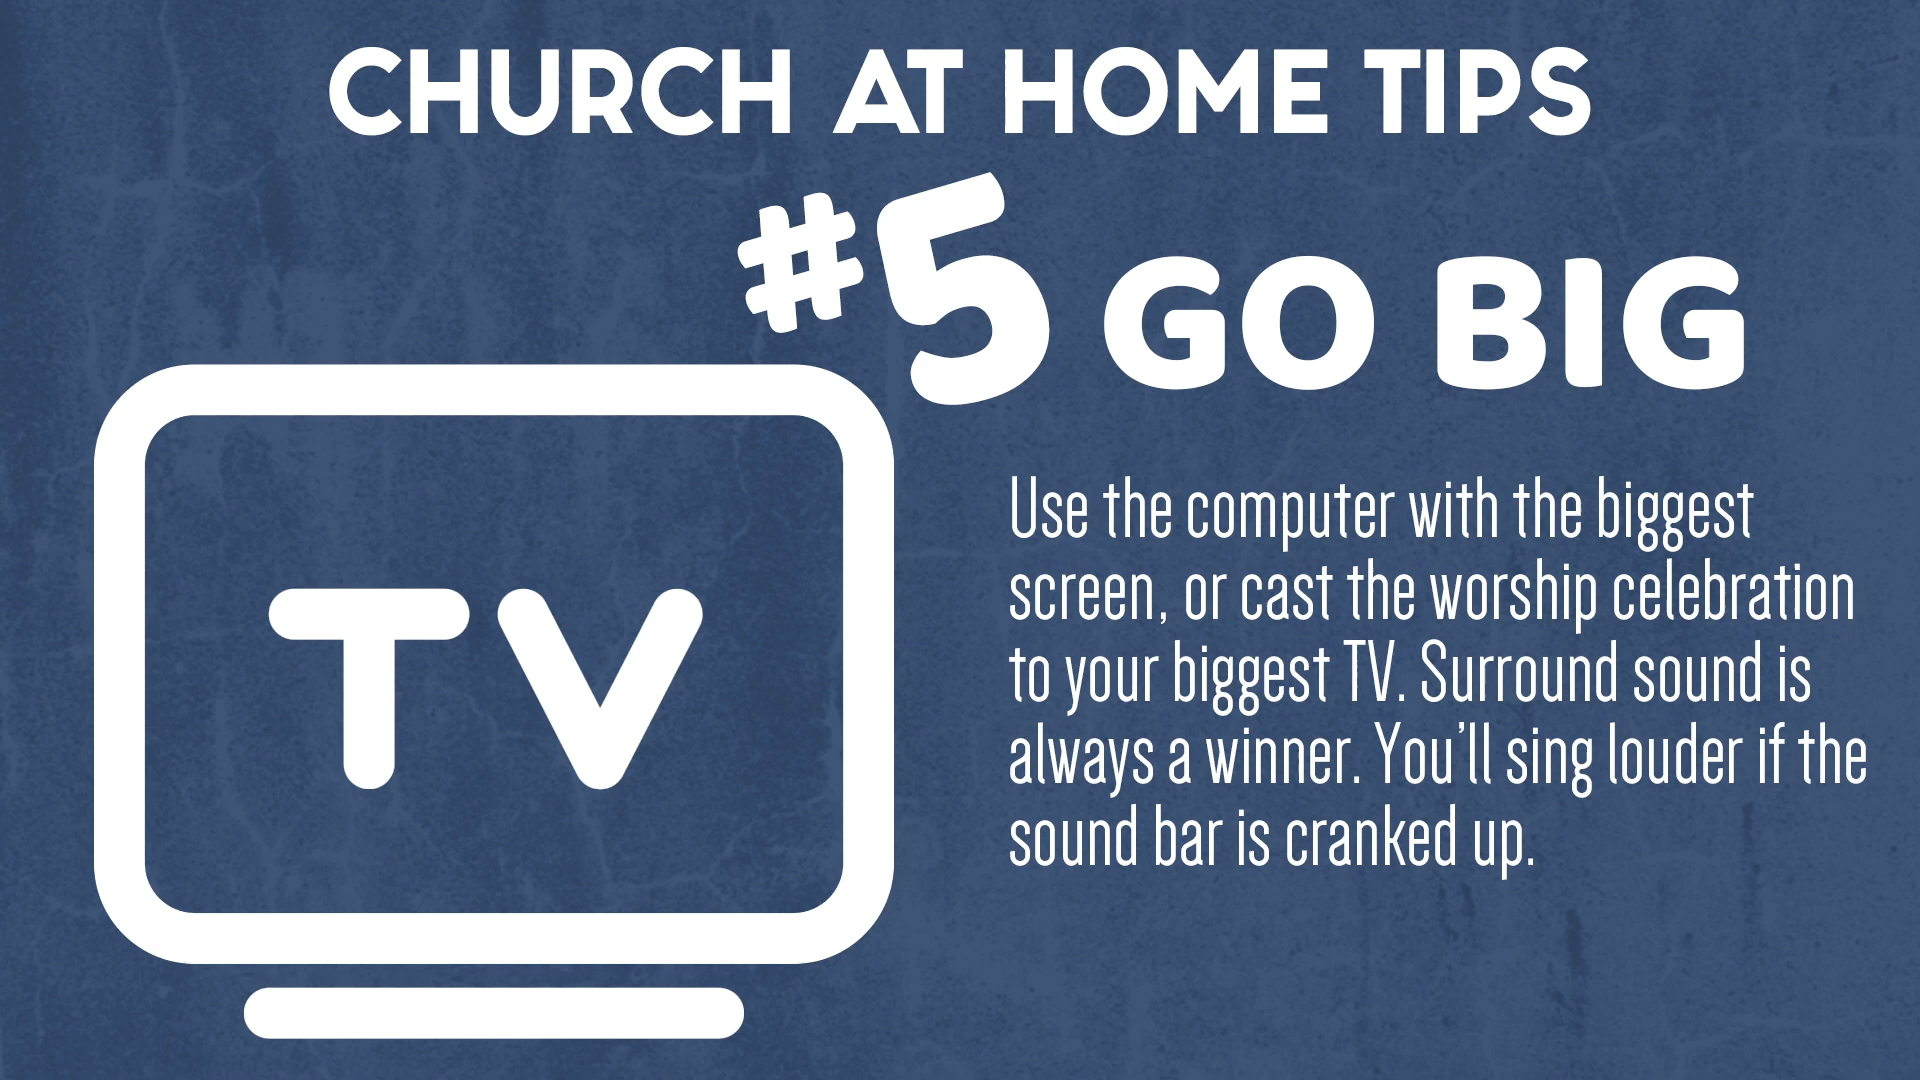 CHURCH AT HOME TIPS
#5 GO BIG
TV
Use the computer with the biggest
screen, or cast the worship celebration
to your biggest TV. Surround sound is
always a winner. You’ll sing louder if the
sound bar is cranked up.